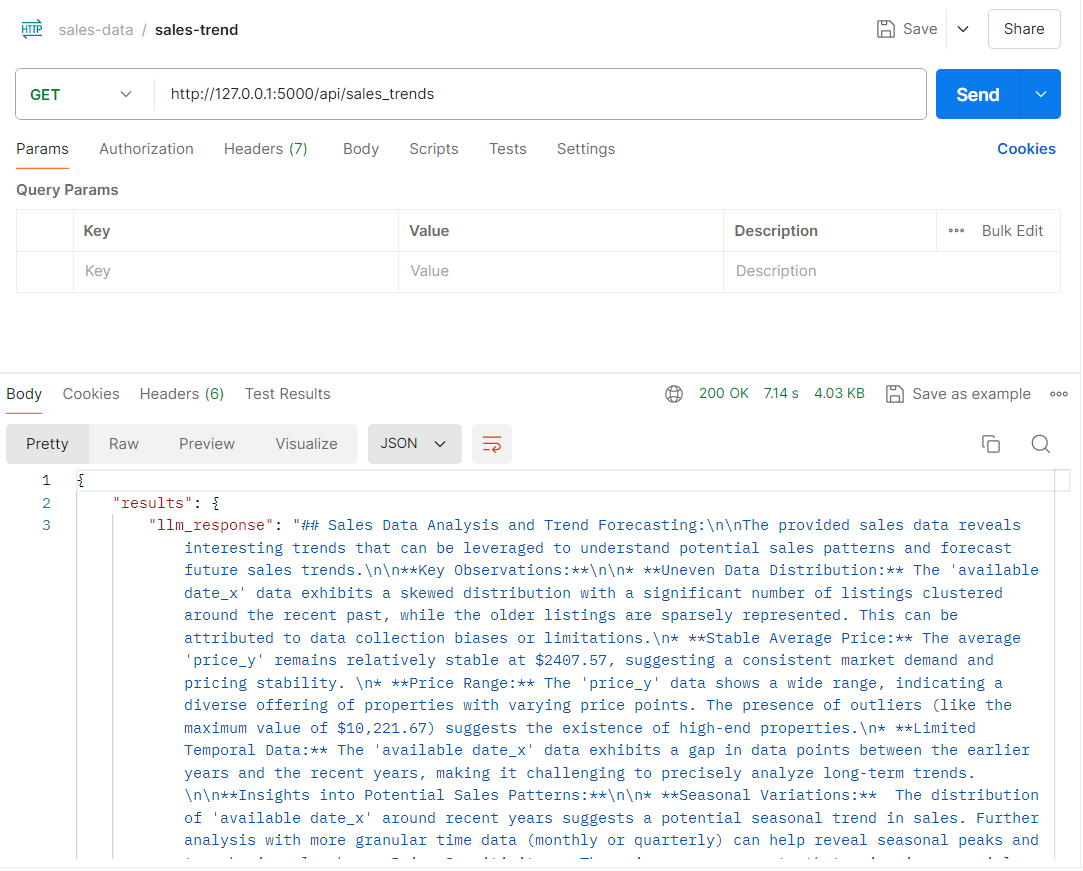 HTTP sales-data / sales-trend Save Share
GET http://127.0.0.1:5000/api/sales_trends Send
Params Authorization Headers (7) Body Scripts Tests Settings Cookies
Query Params
Key Value Description ••• Bulk Edit
Key Value Description
Body Cookies Headers (6) Test Results 200 OK 7.14 s 4.03 KB Save as example •••
Pretty Raw Preview Visualize JSON
1 {
2 "results": {
3 "llm_response": "## Sales Data Analysis and Trend Forecasting:\n\nThe provided sales data reveals
interesting trends that can be leveraged to understand potential sales patterns and forecast
future sales trends.\n\n**Key Observations:**\n\n* **Uneven Data Distribution:** The 'available
date_x' data exhibits a skewed distribution with a significant number of listings clustered
around the recent past, while the older listings are sparsely represented. This can be
attributed to data collection biases or limitations.\n* **Stable Average Price:** The average
'price_y' remains relatively stable at $2407.57, suggesting a consistent market demand and
pricing stability. \n* **Price Range:** The 'price_y' data shows a wide range, indicating a
diverse offering of properties with varying price points. The presence of outliers (like the
maximum value of $10,221.67) suggests the existence of high-end properties.\n* **Limited
Temporal Data:** The 'available date_x' data exhibits a gap in data points between the earlier
years and the recent years, making it challenging to precisely analyze long-term trends.
\n\n**Insights into Potential Sales Patterns:**\n\n* **Seasonal Variations:**  The distribution
of 'available date_x' around recent years suggests a potential seasonal trend in sales. Further
analysis with more granular time data (monthly or quarterly) can help reveal seasonal peaks and